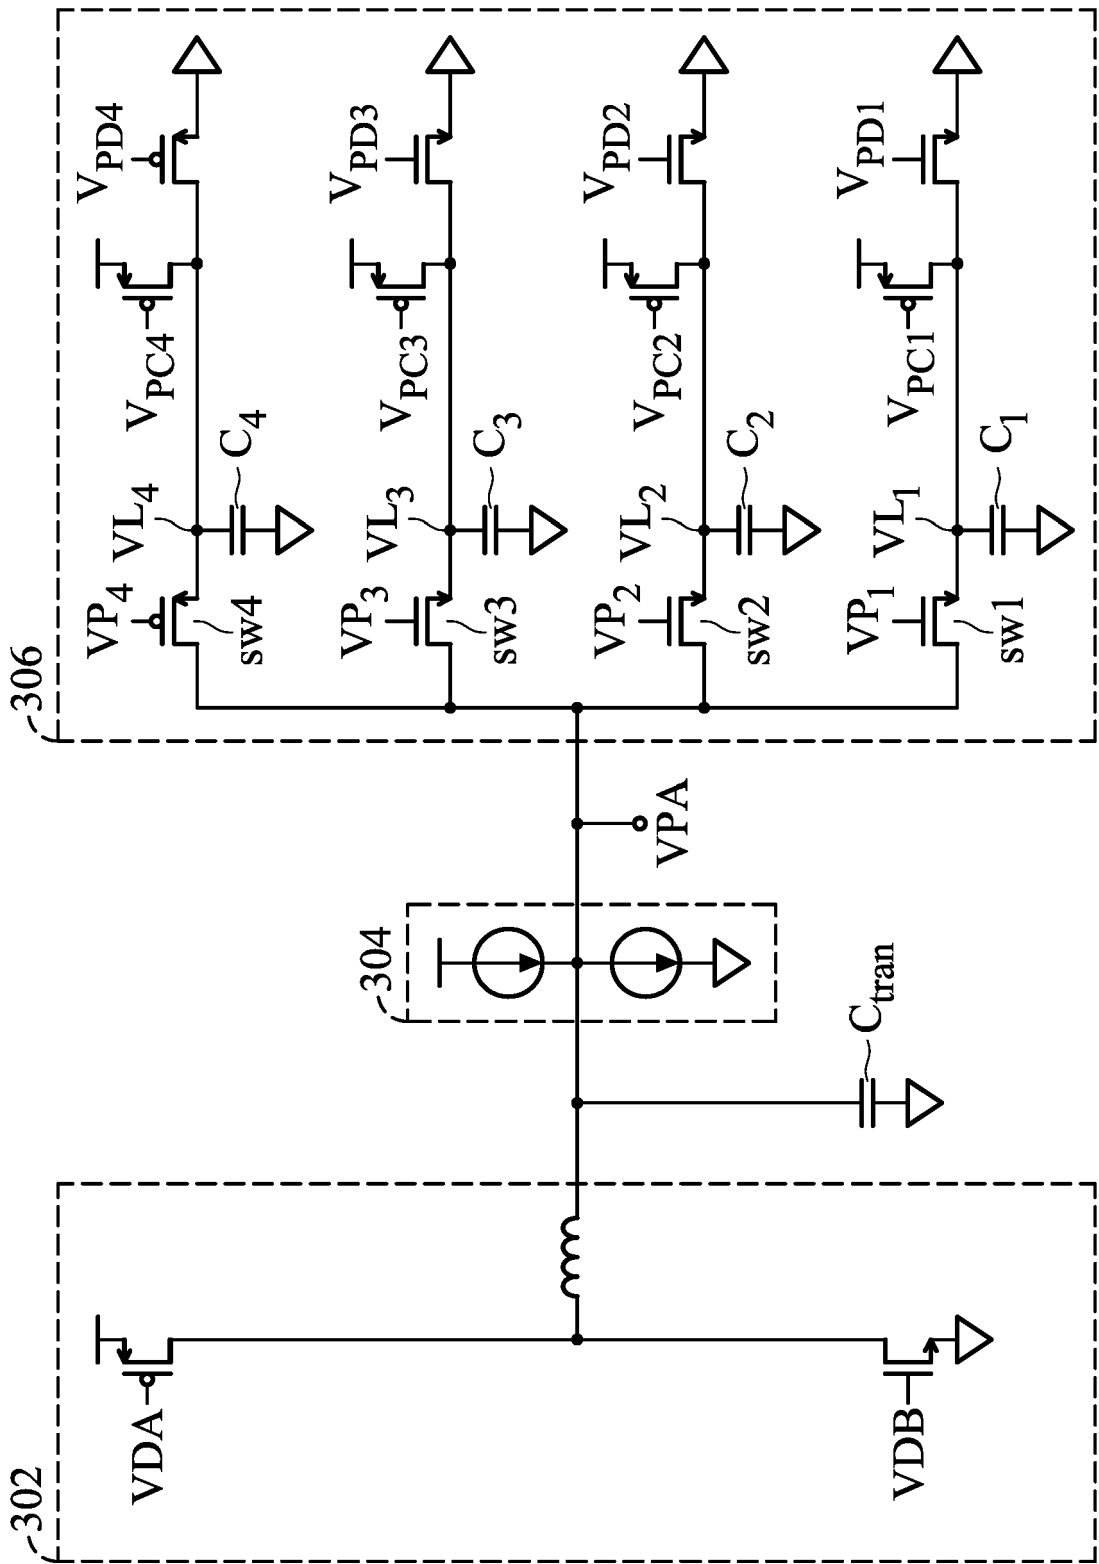 302
VDA
VDB
304
C_tran
VPA
306
VP_4
sw4
VL_4
C_4
V_PC4
V_PD4
VP_3
sw3
VL_3
C_3
V_PC3
V_PD3
VP_2
sw2
VL_2
C_2
V_PC2
V_PD2
VP_1
sw1
VL_1
C_1
V_PC1
V_PD1